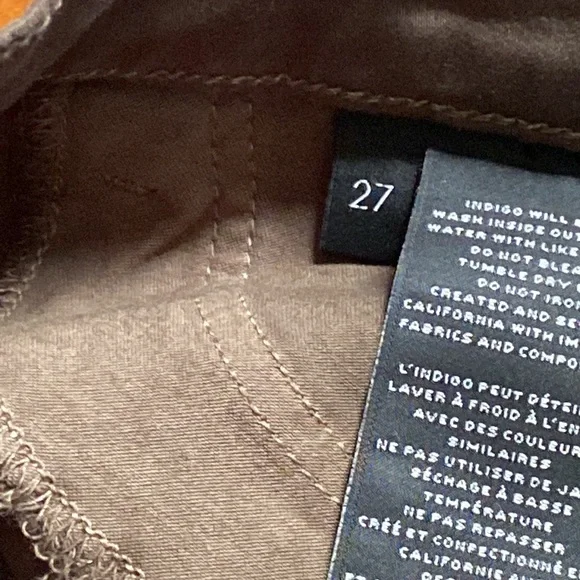 27
INDIGO WILL
WASH INSIDE OUT
WATER WITH LIKE
DO NOT BLEA
TUMBLE DRY
DO NOT IRO
CREATED AND SE
CALIFORNIA WITH IM
FABRICS AND COMPO
L'INDIGO PEUT DÉTEI
LAVER À FROID À L'EN
AVEC DES COULEUR
SIMILAIRES
NE PAS UTILISER DE JA
SÉCHAGE À BASSE
TEMPÉRATURE
NE PAS REPASSER
CRÉÉ ET CONFECTIONNÉ E
CALIFORNIE